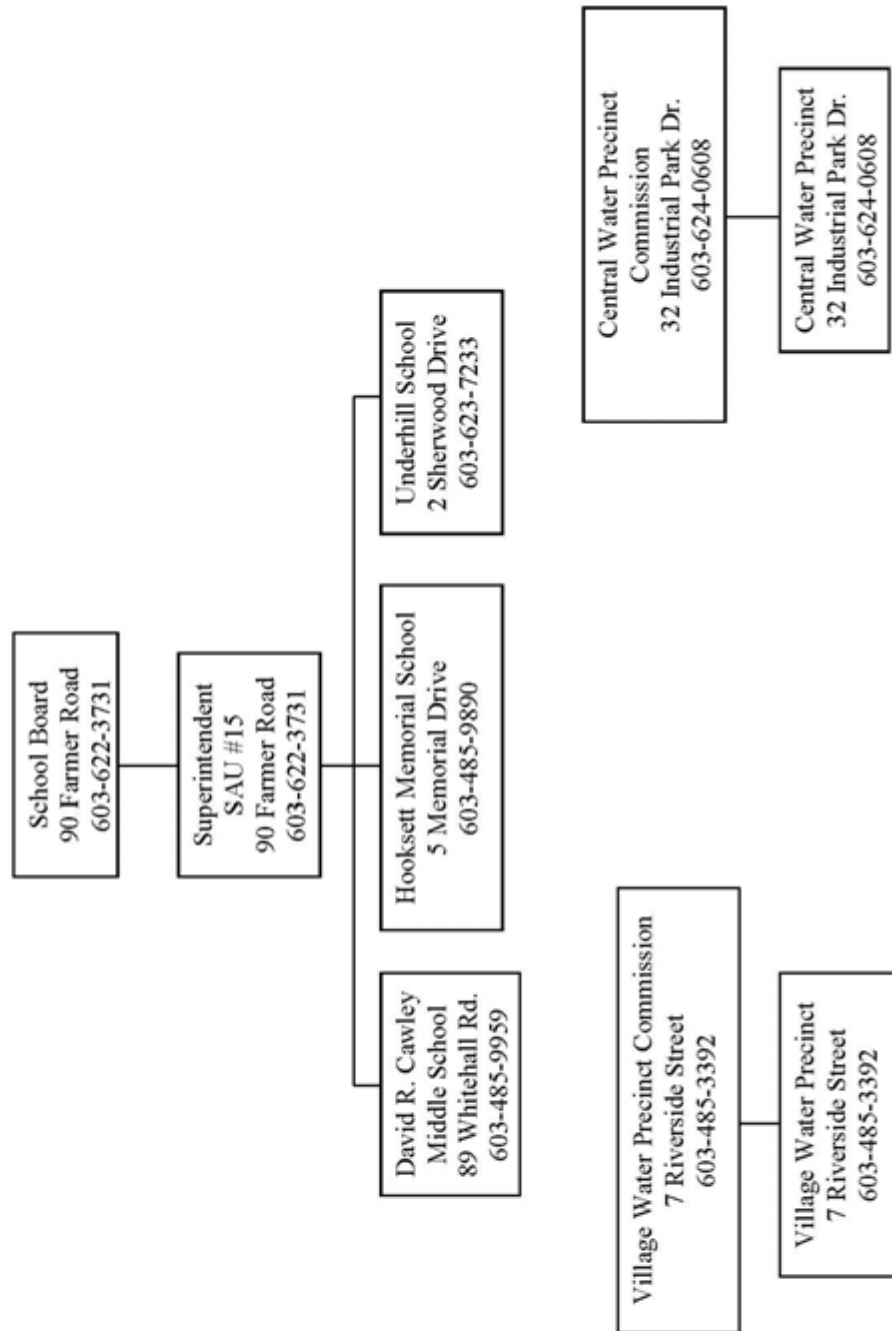 School Board
90 Farmer Road
603-622-3731
Superintendent
SAU #15
90 Farmer Road
603-622-3731
David R. Cawley
Middle School
89 Whitehall Rd.
603-485-9959
Hooksett Memorial School
5 Memorial Drive
603-485-9890
Underhill School
2 Sherwood Drive
603-623-7233
Village Water Precinct Commission
7 Riverside Street
603-485-3392
Village Water Precinct
7 Riverside Street
603-485-3392
Central Water Precinct
Commission
32 Industrial Park Dr.
603-624-0608
Central Water Precinct
32 Industrial Park Dr.
603-624-0608